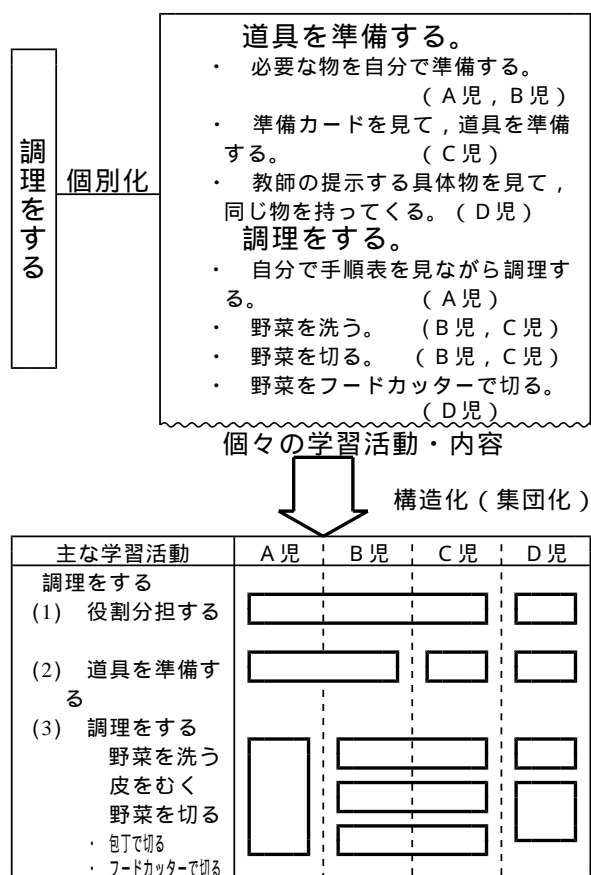 調理をする
個別化
道具を準備する。
・ 必要な物を自分で準備する。
(A児,B児)
・ 準備カードを見て,道具を準備
する。 (C児)
・ 教師の提示する具体物を見て,
同じ物を持ってくる。(D児)
調理をする。
・ 自分で手順表を見ながら調理す
る。 (A児)
・ 野菜を洗う。 (B児,C児)
・ 野菜を切る。 (B児,C児)
・ 野菜をフードカッターで切る。
(D児)
個々の学習活動・内容
構造化(集団化)
主な学習活動 A児 B児 C児 D児
調理をする
(1) 役割分担する
(2) 道具を準備す
る
(3) 調理をする
野菜を洗う
皮をむく
野菜を切る
・ 包丁で切る
・ フードカッターで切る